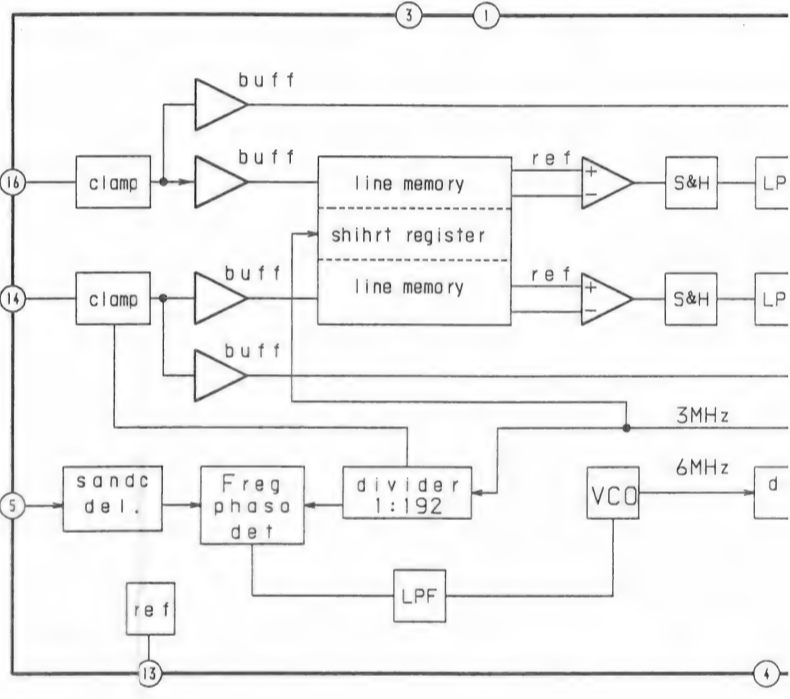 3 1
buff
buff
16 clamp line memory ref + − S&H LP
shihrt register
buff
14 clamp line memory ref + − S&H LP
buff
3MHz
6MHz
5 sandc
del.
Freg
phaso
det
divider
1:192
VCO
d
LPF
ref
13 4